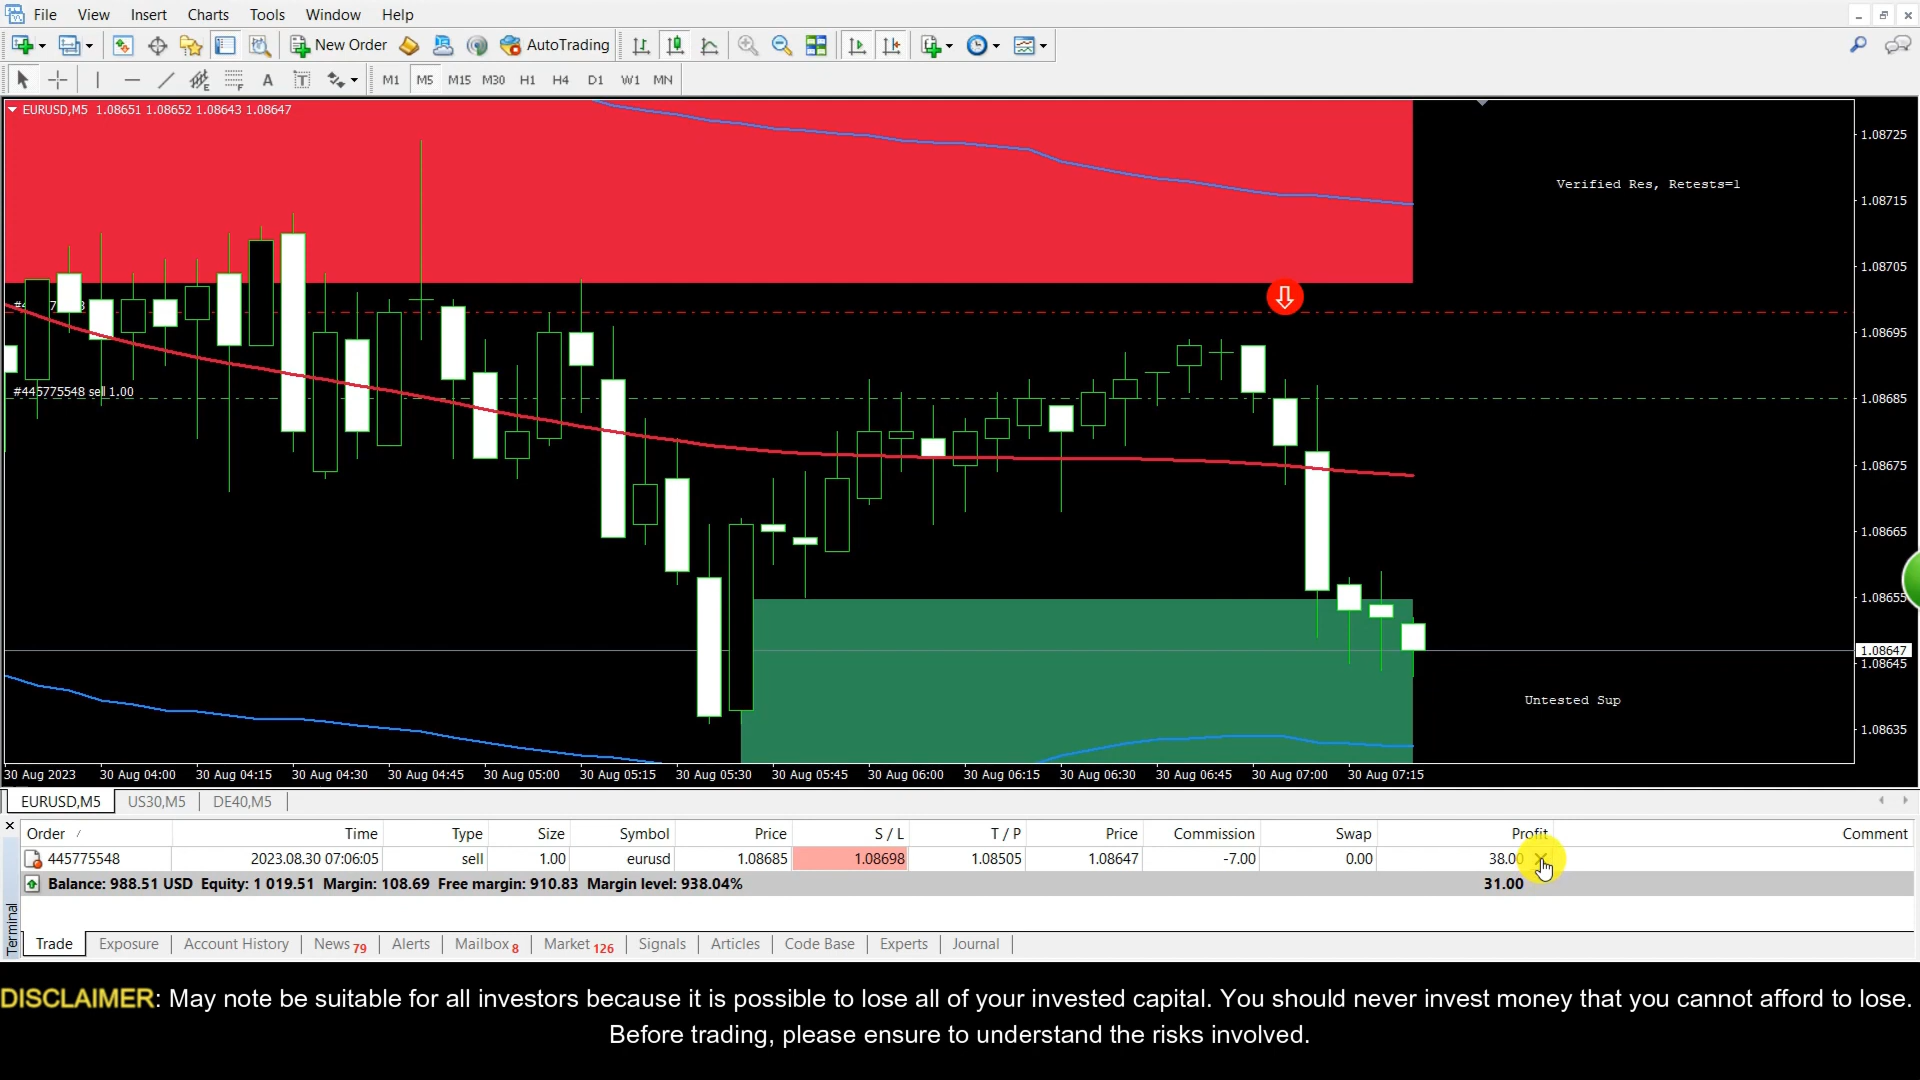 File View Insert Charts Tools Window Help
New Order AutoTrading
A T M1 M5 M15 M30 H1 H4 D1 W1 MN
EURUSD,M5 1.08651 1.08652 1.08643 1.08647
1.08725
Verified Res, Retests=1
1.08715
1.08705
1.08695
#445775548 sell 1.00
1.08685
1.08675
1.08665
1.08655
1.08647
1.08645
Untested Sup
1.08635
30 Aug 2023 30 Aug 04:00 30 Aug 04:15 30 Aug 04:30 30 Aug 04:45 30 Aug 05:00 30 Aug 05:15 30 Aug 05:30 30 Aug 05:45 30 Aug 06:00 30 Aug 06:15 30 Aug 06:30 30 Aug 06:45 30 Aug 07:00 30 Aug 07:15
EURUSD,M5 US30,M5 DE40,M5
Order / Time Type Size Symbol Price S / L T / P Price Commission Swap Profit Comment
445775548 2023.08.30 07:06:05 sell 1.00 eurusd 1.08685 1.08698 1.08505 1.08647 -7.00 0.00 38.00
Balance: 988.51 USD Equity: 1 019.51 Margin: 108.69 Free margin: 910.83 Margin level: 938.04% 31.00
Terminal
Trade Exposure Account History News 79 Alerts Mailbox 8 Market 126 Signals Articles Code Base Experts Journal
DISCLAIMER: May note be suitable for all investors because it is possible to lose all of your invested capital. You should never invest money that you cannot afford to lose.
Before trading, please ensure to understand the risks involved.